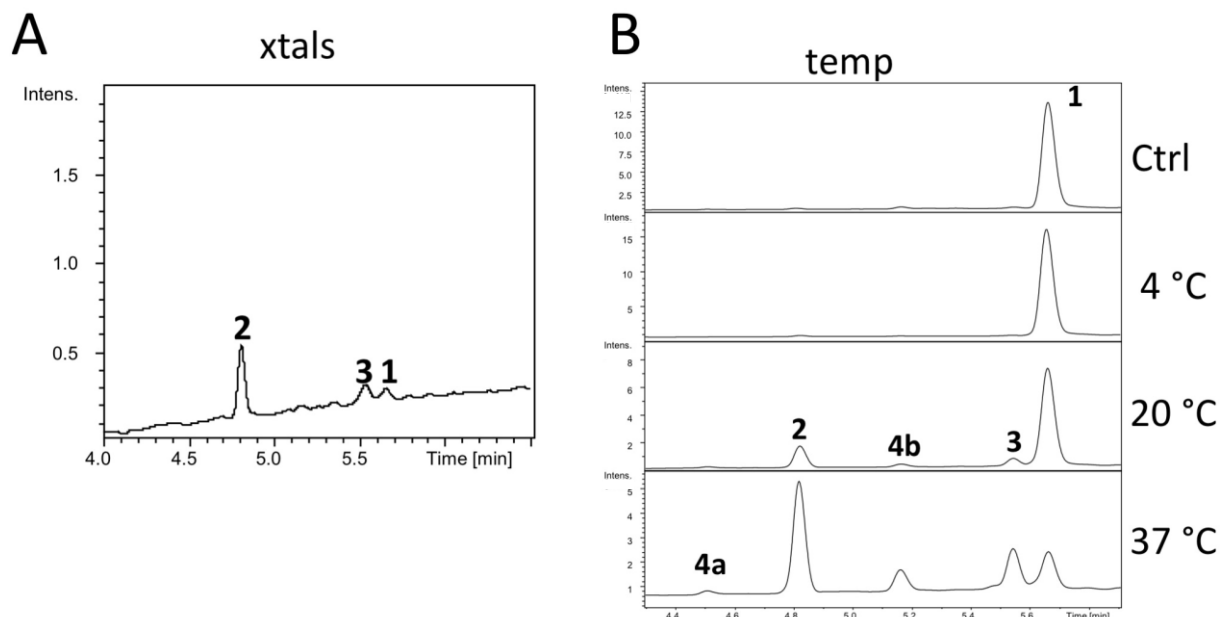 A
xtals
Intens.
1.5
1.0
0.5
2
3 1
4.0 4.5 5.0 5.5 Time [min]
B
temp
Intens.
12.5
10.0
7.5
5.0
2.5
1
Ctrl
Intens.
15
10
5
4 °C
Intens.
8
6
4
2
2
4b
3
20 °C
Intens.
5
4
3
2
1
4a
37 °C
4.4 4.6 4.8 5.0 5.2 5.4 5.6 Time [min]